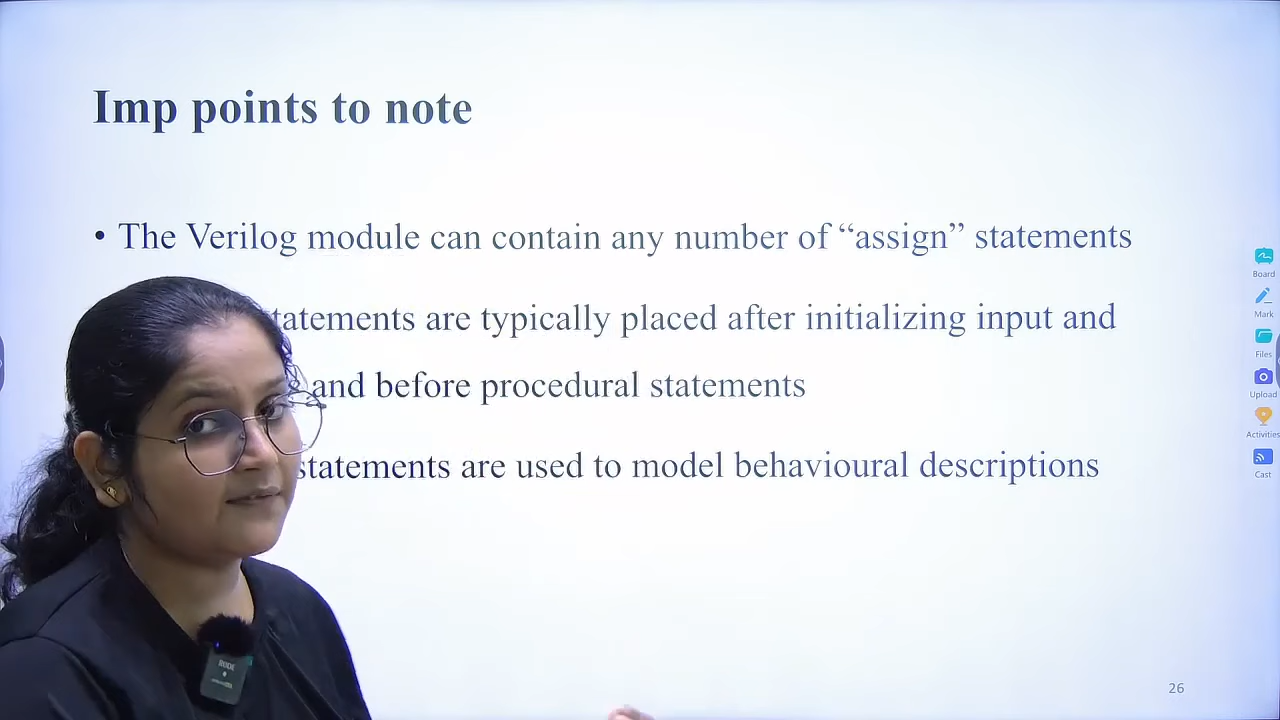 Imp points to note
• The Verilog module can contain any number of “assign” statements
statements are typically placed after initializing input and
and before procedural statements
statements are used to model behavioural descriptions
Board
Mark
Files
Upload
Activities
Cast
RODE
26